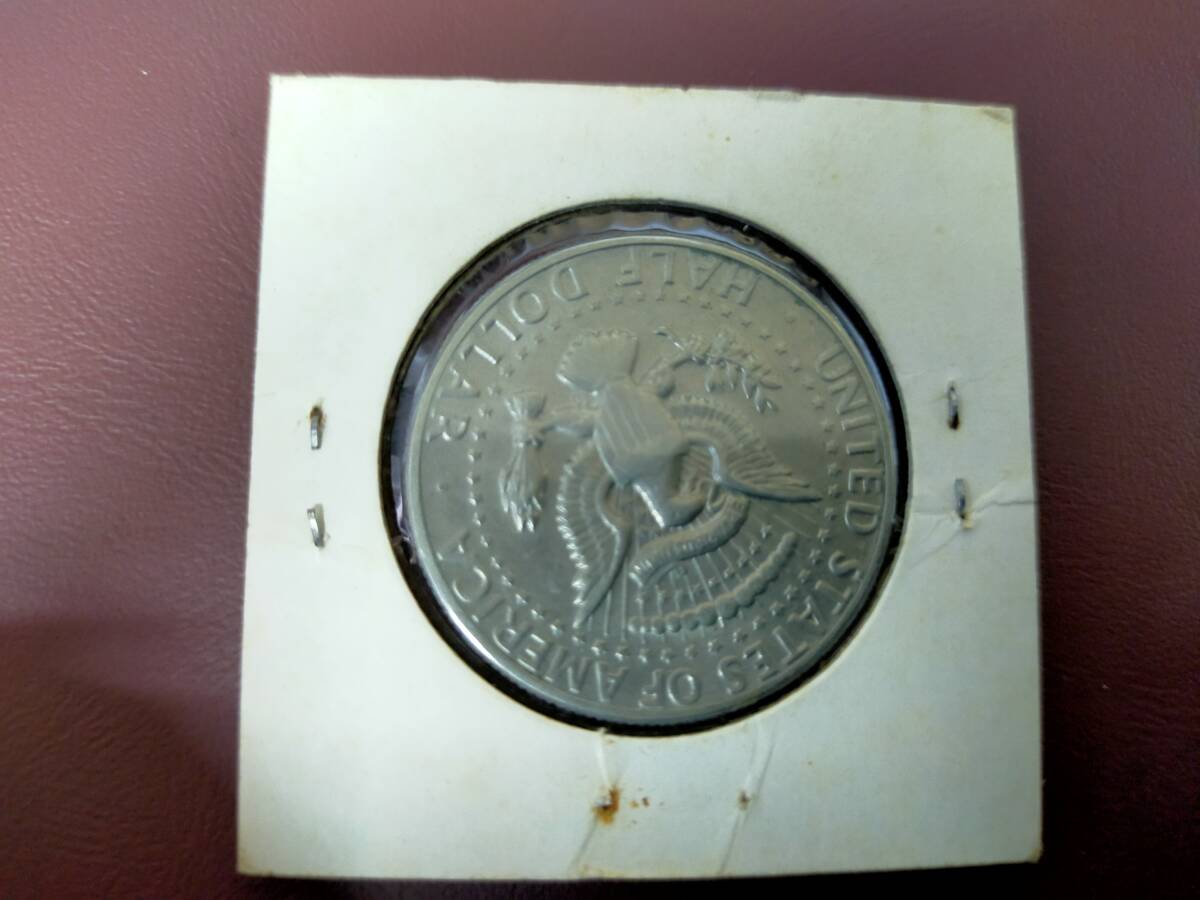 UNITED STATES OF AMERICA
HALF DOLLAR